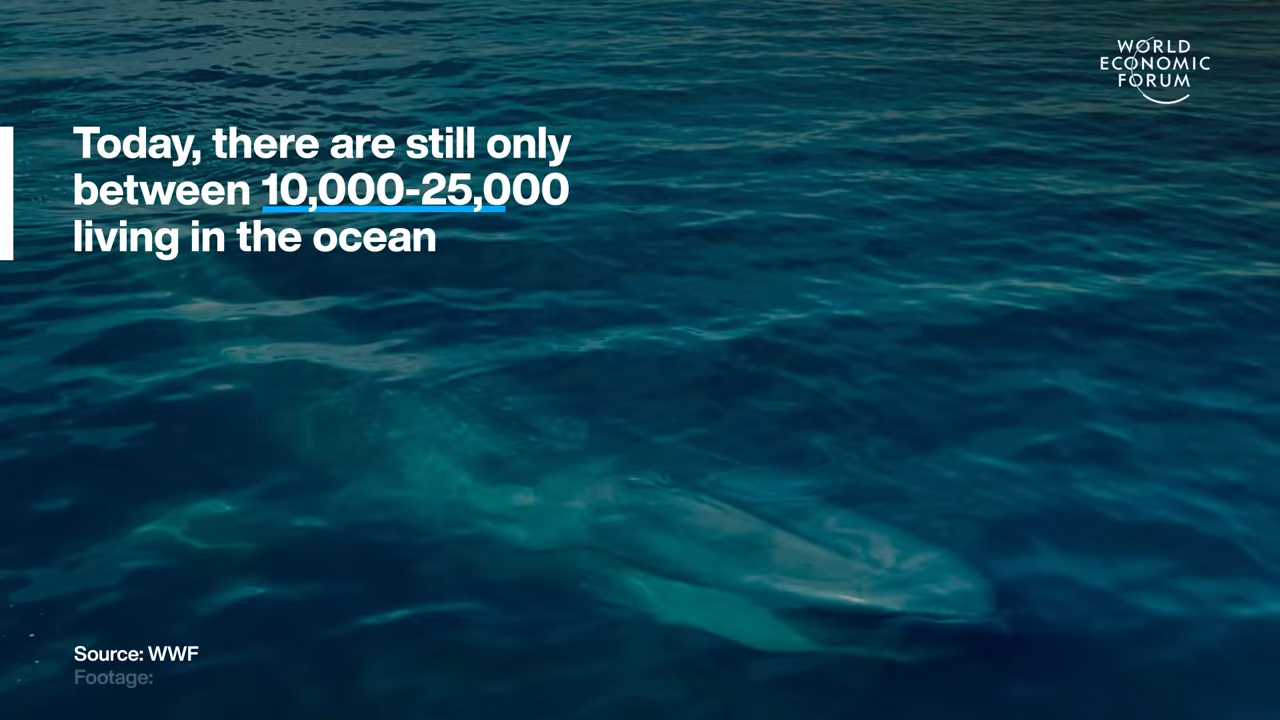 WORLD
ECONOMIC
FORUM
Today, there are still only
between 10,000-25,000
living in the ocean
Source: WWF
Footage: